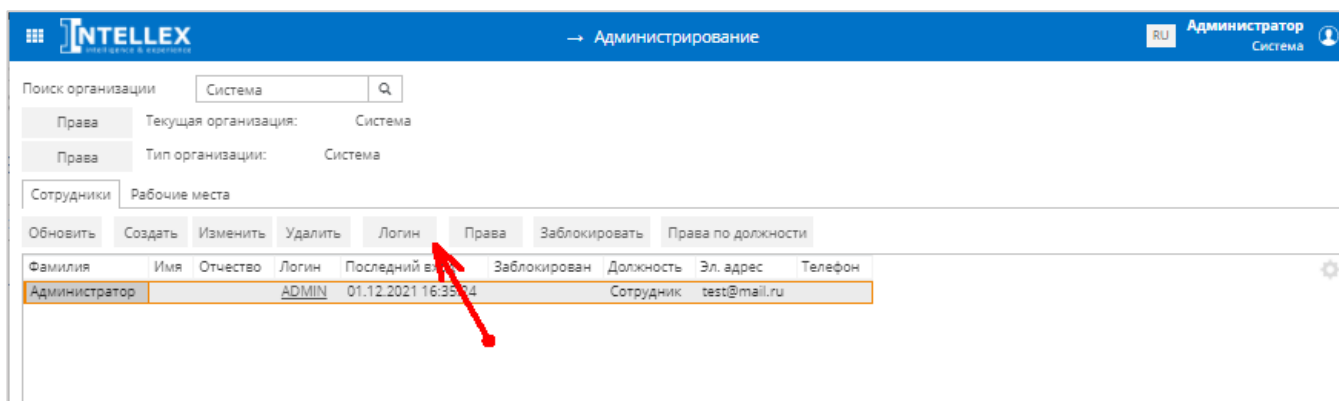 INTELLEX → Администрирование RU Администратор
intelligence & experience Система
Поиск организации Система
Права Текущая организация: Система
Права Тип организации: Система
Сотрудники Рабочие места
Обновить Создать Изменить Удалить Логин Права Заблокировать Права по должности
Фамилия Имя Отчество Логин Последний Заблокирован Должность Эл. адрес Телефон
Администратор ADMIN 01.12.2021 16:35:24 Сотрудник test@mail.ru